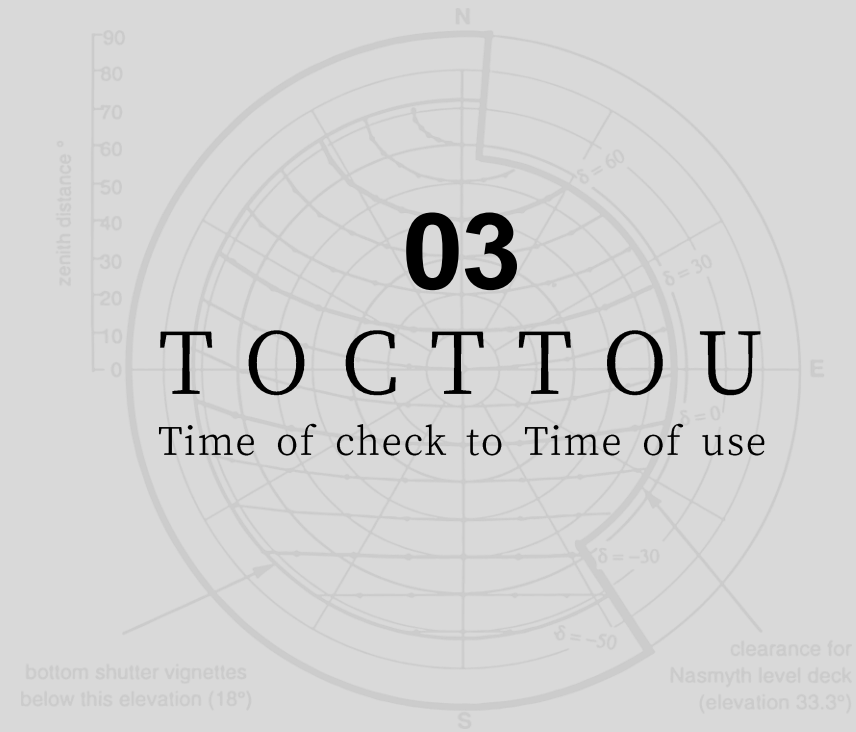 N
90
80
70
60
50
40
30
20
10
0
zenith distance °
δ = 60
03
δ = 30
TOCTTOU
E
δ = 0
Time of check to Time of use
δ = −30
δ = −50
bottom shutter vignettes
below this elevation (18°)
clearance for
Nasmyth level deck
(elevation 33.3°)
S